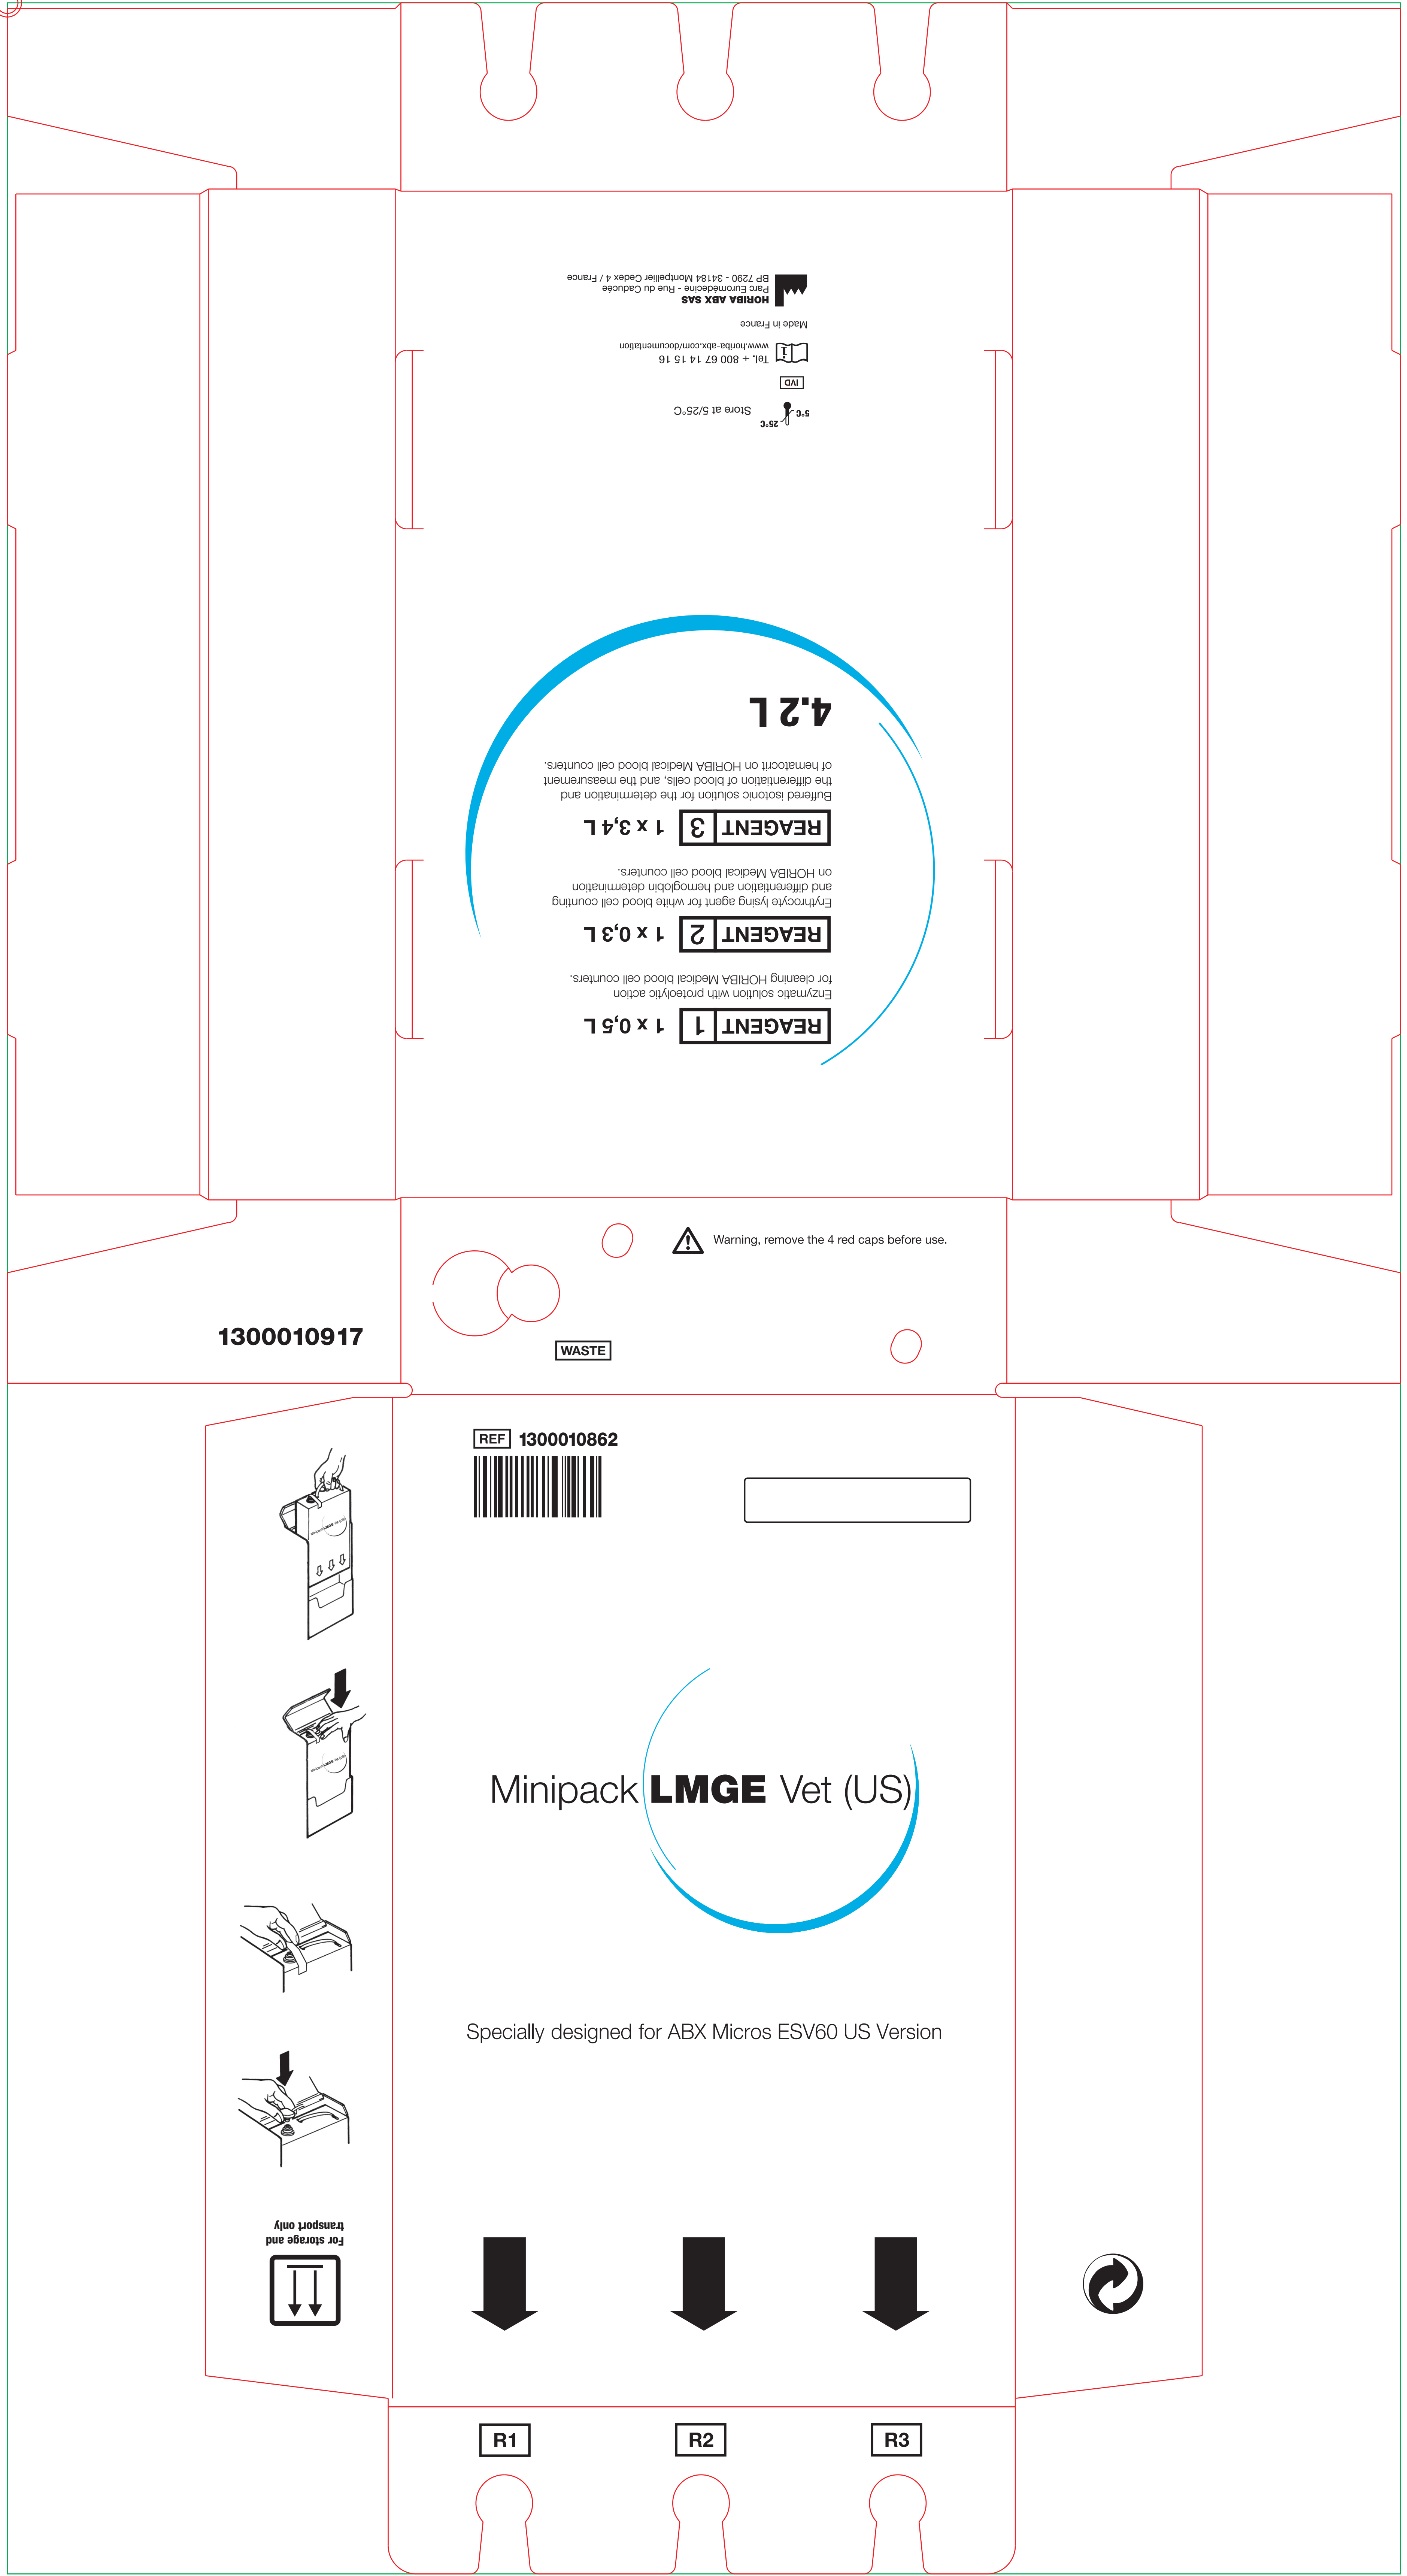 HORIBA ABX SAS
Parc Euromédecine - Rue du Caducée
BP 7290 - 34184 Montpellier Cedex 4 / France
Made in France
Tel. + 800 67 14 15 16
www.horiba-abx.com/documentation
IVD
5°C
25°C
Store at 5/25°C
REAGENT 1 1 x 0,5 L
Enzymatic solution with proteolytic action
for cleaning HORIBA Medical blood cell counters.
REAGENT 2 1 x 0,3 L
Erythrocyte lysing agent for white blood cell counting
and differentiation and hemoglobin determination
on HORIBA Medical blood cell counters.
REAGENT 3 1 x 3,4 L
Buffered isotonic solution for the determination and
the differentiation of blood cells, and the measurement
of hematocrit on HORIBA Medical blood cell counters.
4.2 L
Warning, remove the 4 red caps before use.
1300010917
WASTE
REF 1300010862
Minipack LMGE Vet (US)
Specially designed for ABX Micros ESV60 US Version
For storage and
transport only
R1
R2
R3